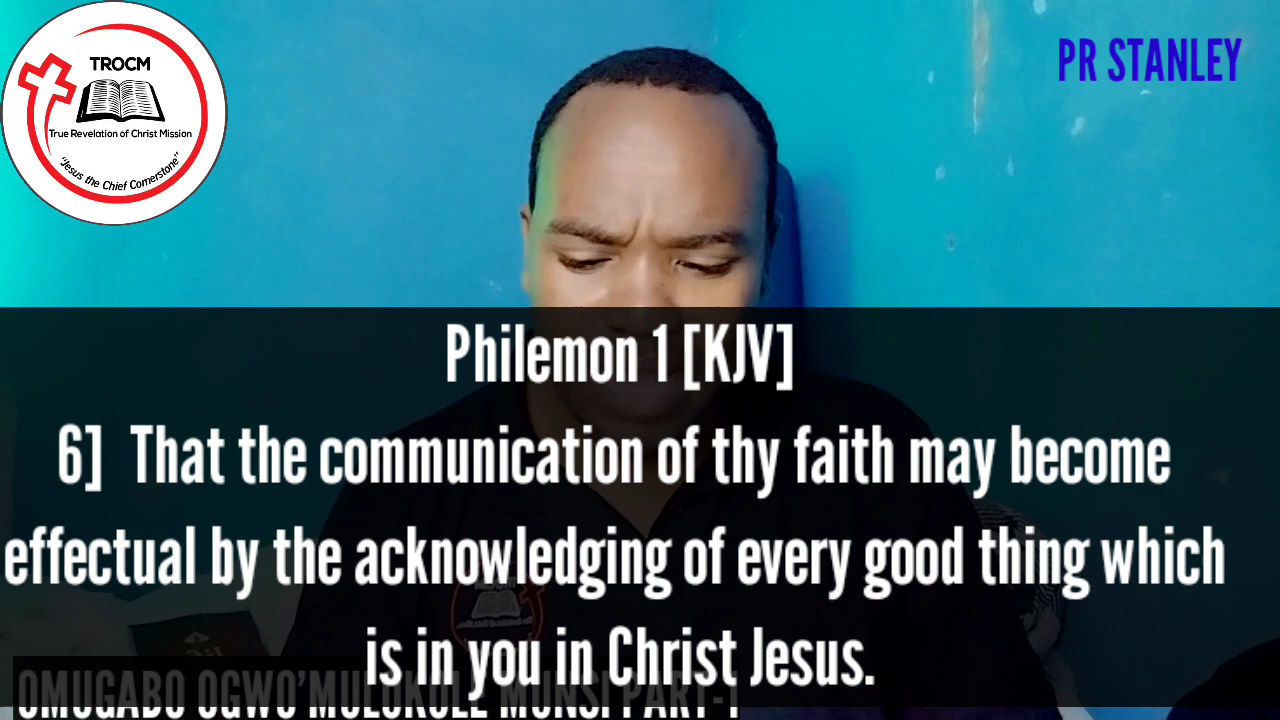 TROCM
True Revelation of Christ Mission
"Jesus the Chief Cornerstone"
PR STANLEY
Philemon 1 [KJV]
6] That the communication of thy faith may become
effectual by the acknowledging of every good thing which
is in you in Christ Jesus.
OMUGABO OGWO'MULOKOLE MUNSI PART-1